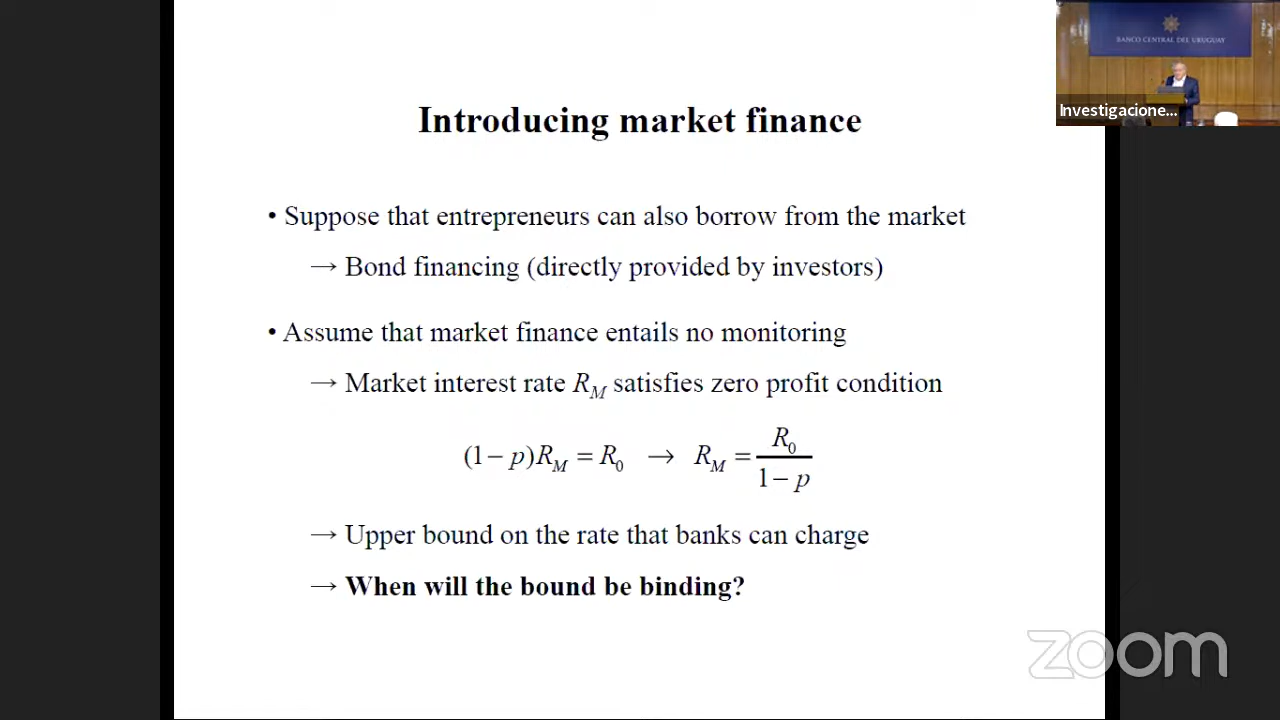 Introducing market finance
• Suppose that entrepreneurs can also borrow from the market
→ Bond financing (directly provided by investors)
• Assume that market finance entails no monitoring
→ Market interest rate R_M satisfies zero profit condition
(1 − p)R_M = R_0 → R_M = R_0 / (1 − p)
→ Upper bound on the rate that banks can charge
→ When will the bound be binding?
BANCO CENTRAL DEL URUGUAY
Investigacione...
zoom